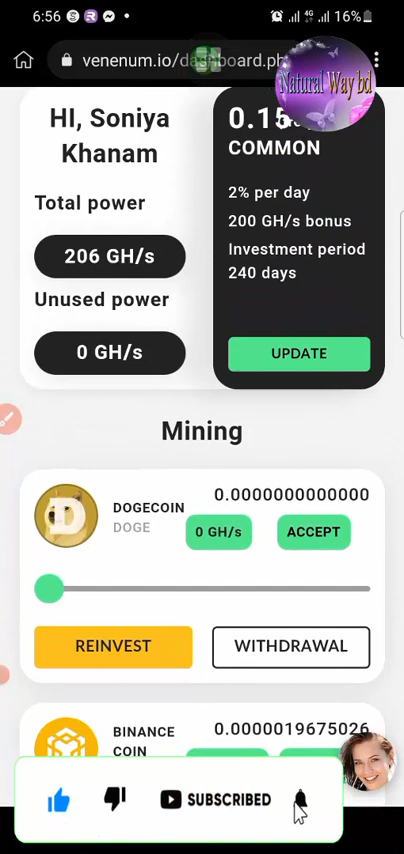 6:56
4G
16%
venenum.io/dashboard.ph
Natural Way bd
HI, Soniya
Khanam
Total power
206 GH/s
Unused power
0 GH/s
COMMON
2% per day
200 GH/s bonus
Investment period
240 days
UPDATE
Mining
DOGECOIN
DOGE
0.0000000000000
0 GH/s
ACCEPT
REINVEST
WITHDRAWAL
BINANCE
COIN
0.0000019675026
SUBSCRIBED